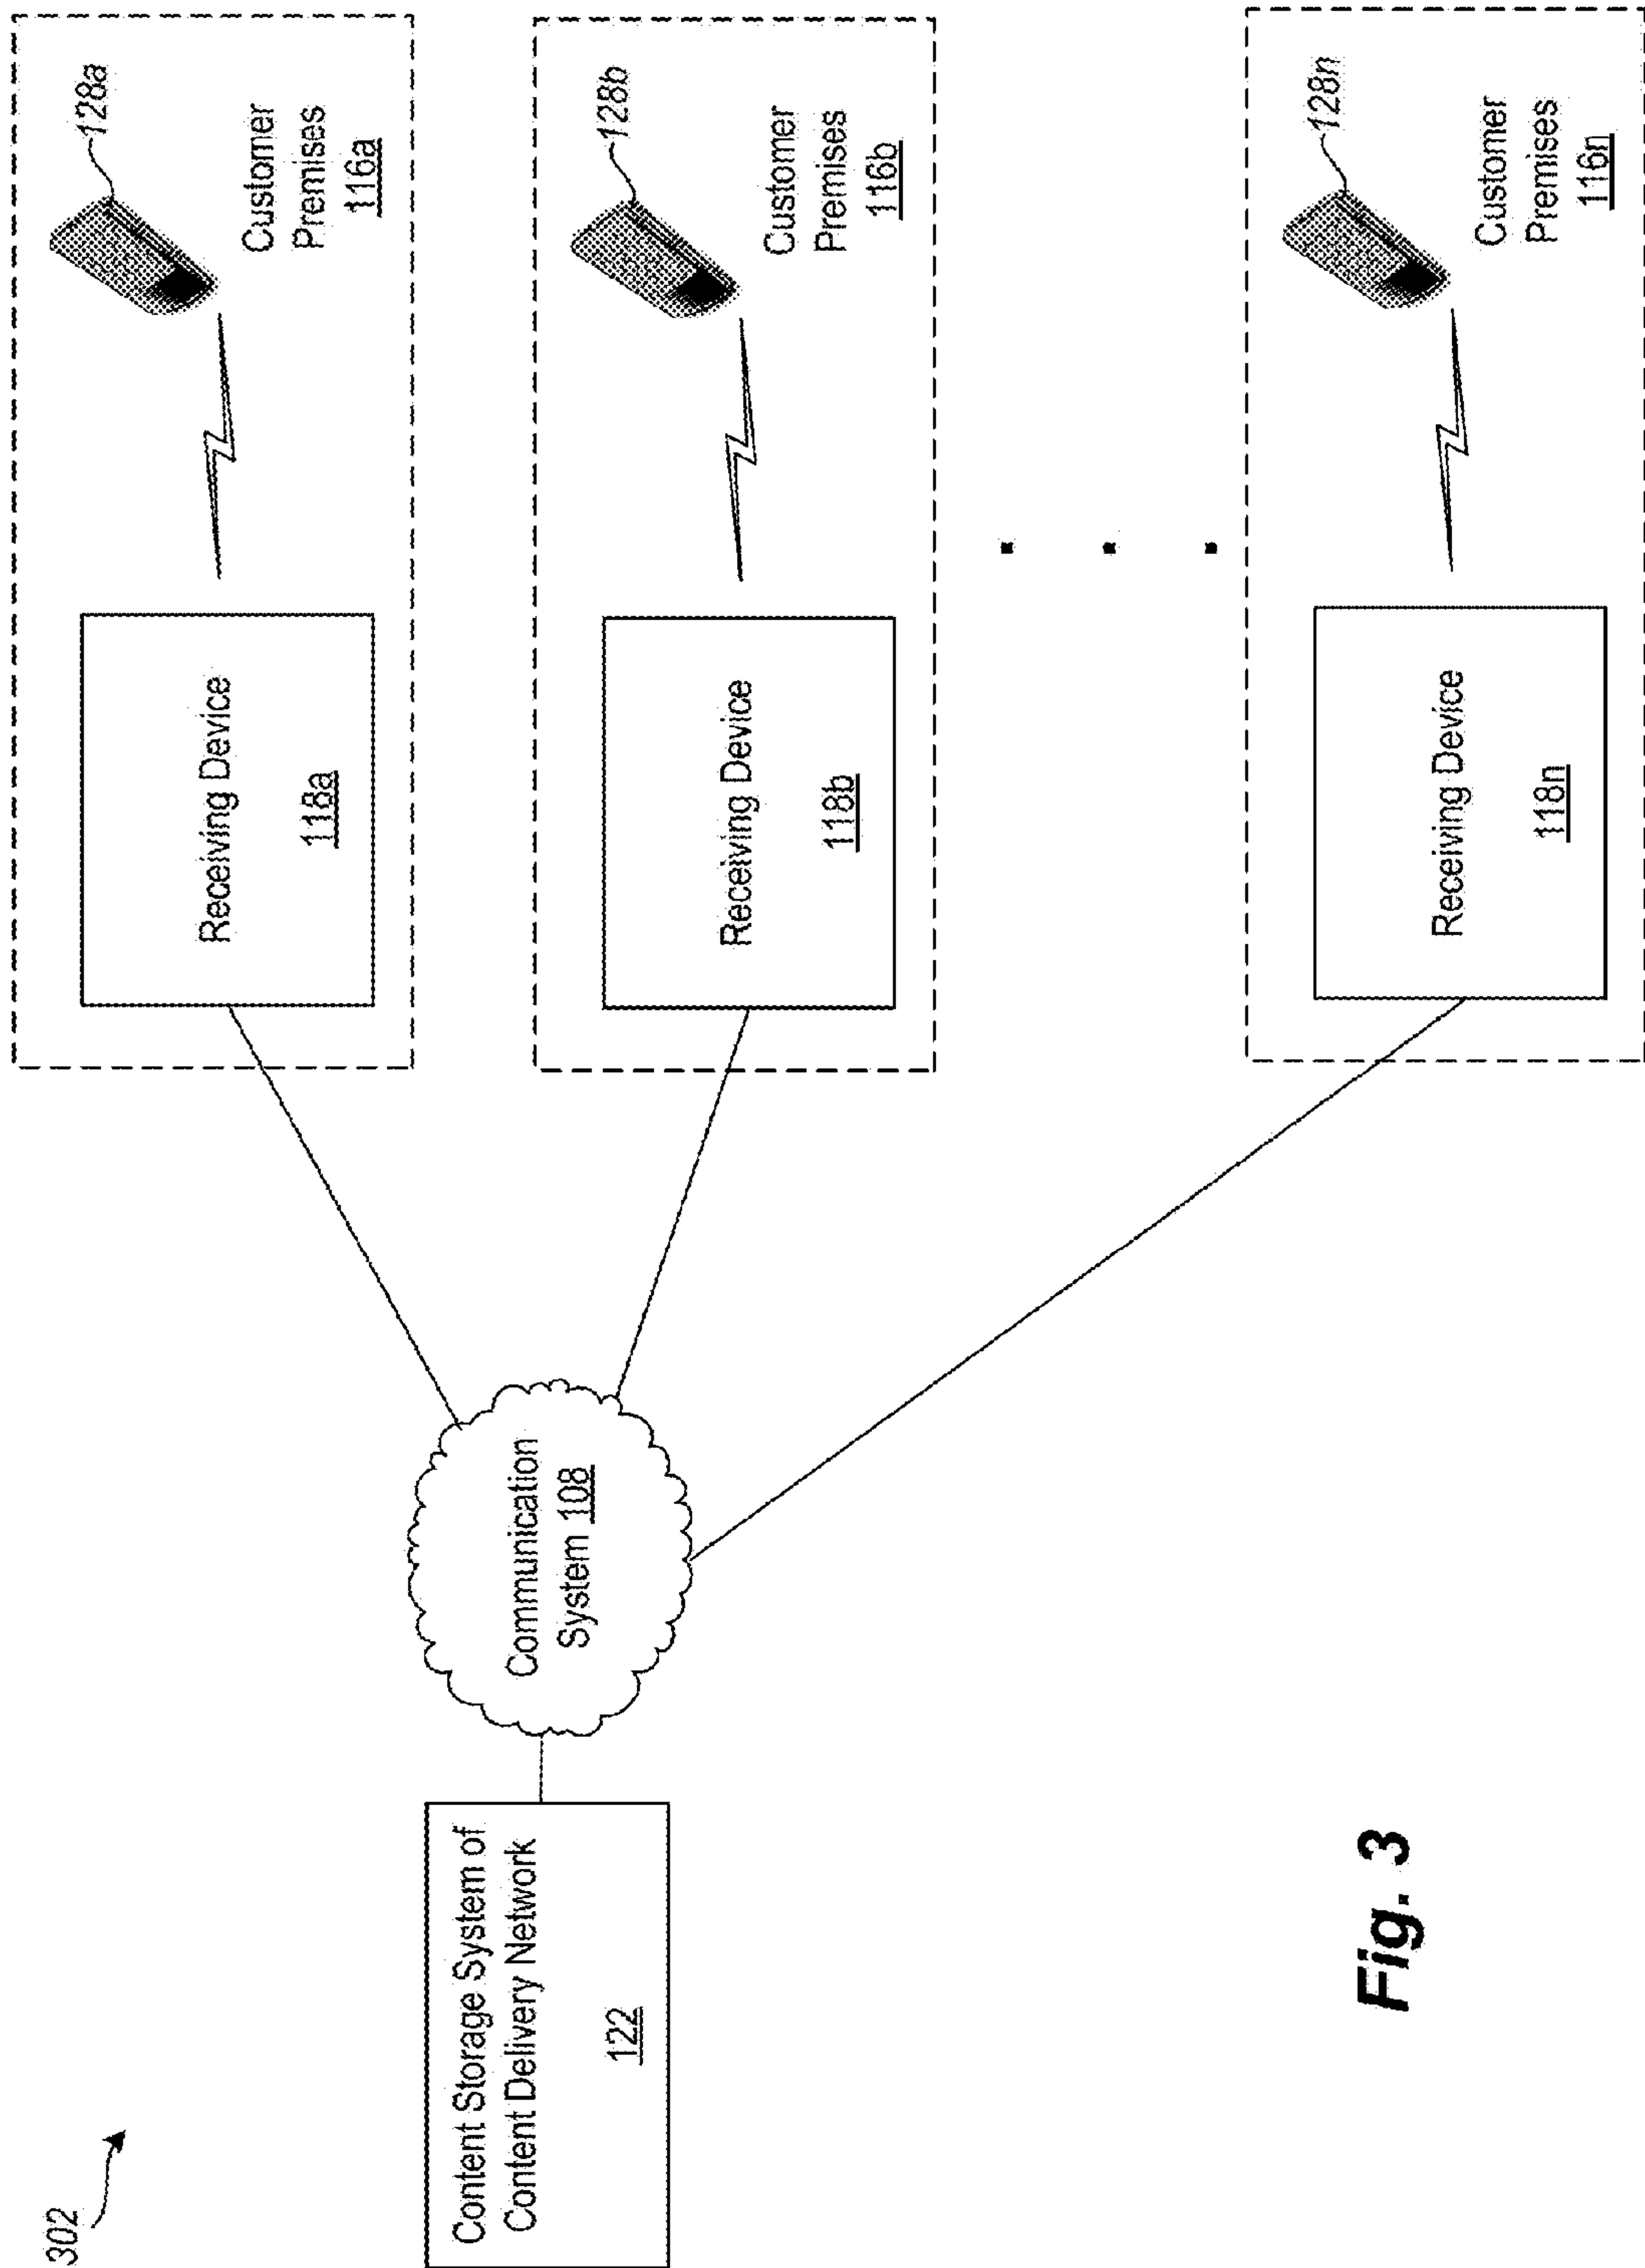 302
Content Storage System of
Content Delivery Network
122
Communication
System 108
Receiving Device
118a
128a
Customer
Premises
116a
Receiving Device
118b
128b
Customer
Premises
116b
Receiving Device
118n
128n
Customer
Premises
116n
Fig. 3